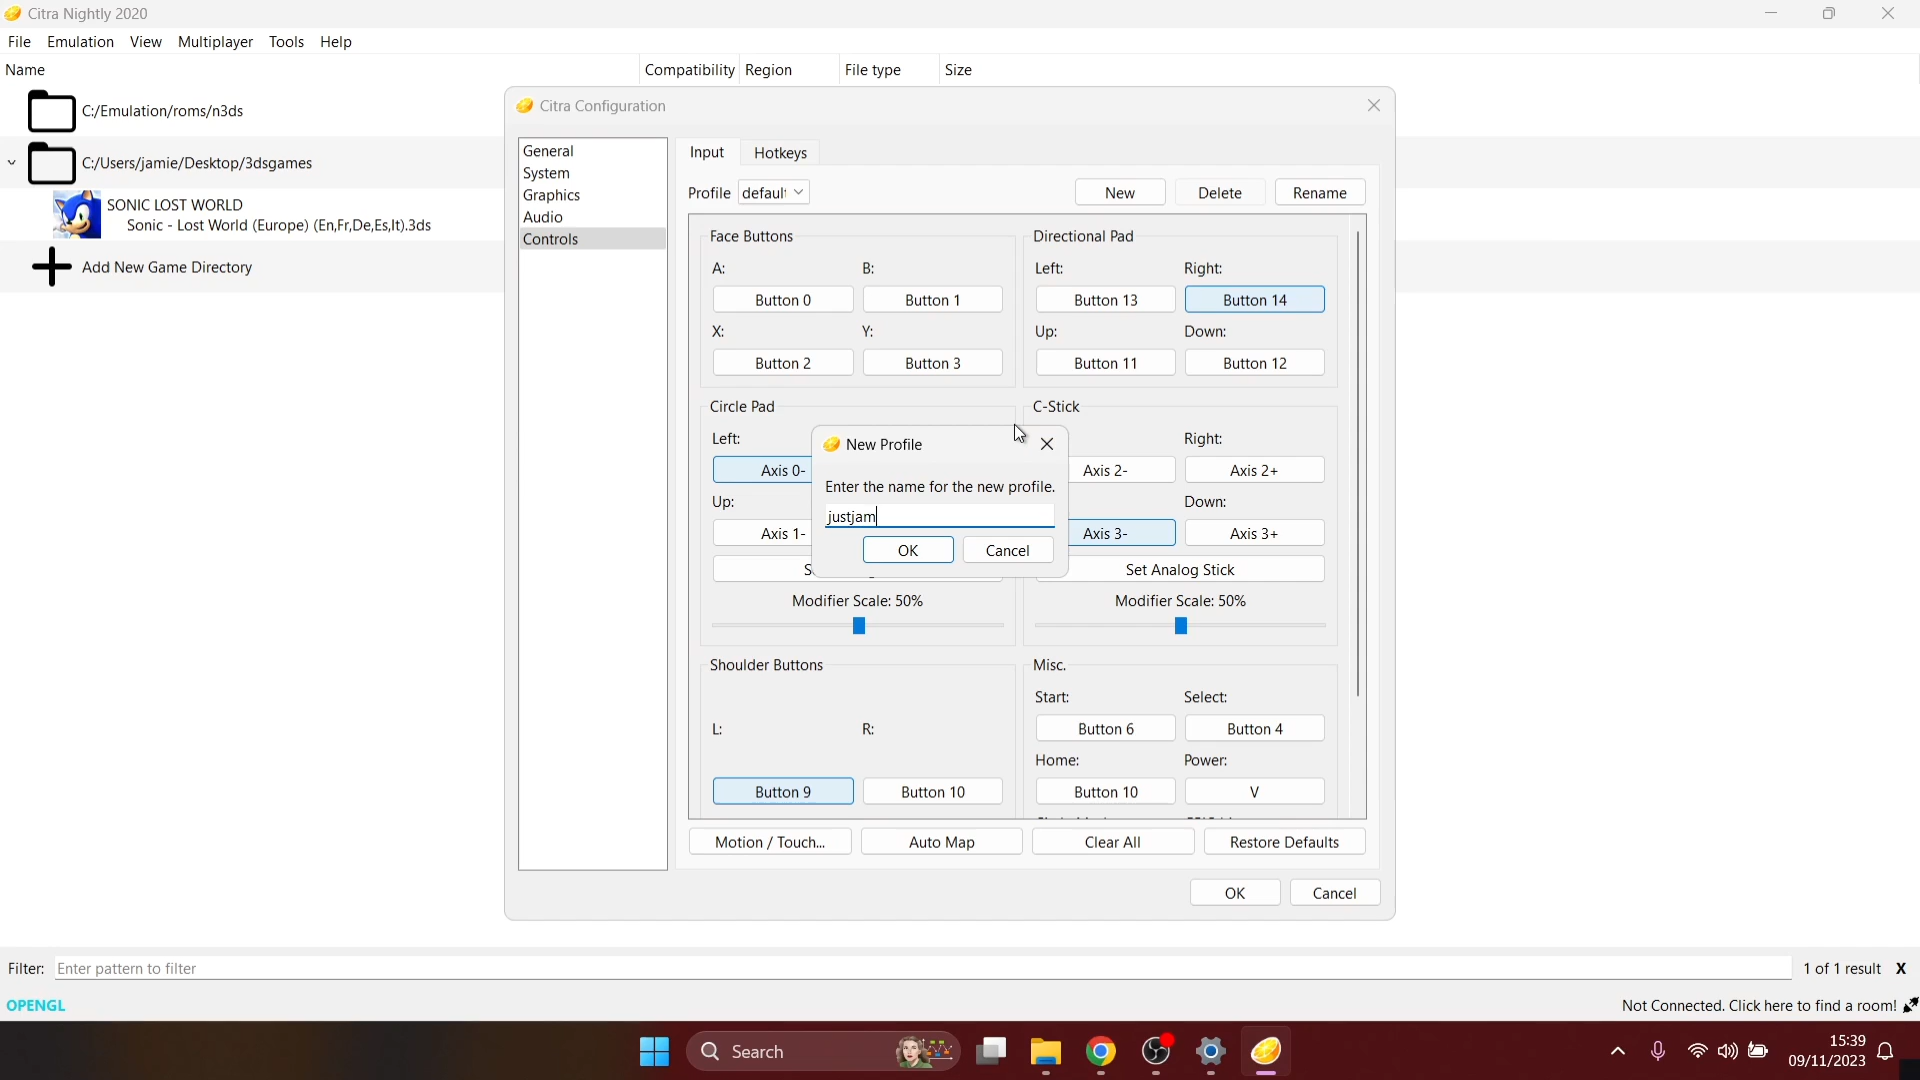 Citra Nightly 2020
File Emulation View Multiplayer Tools Help
Name Compatibility Region File type Size
C:/Emulation/roms/n3ds
C:/Users/jamie/Desktop/3dsgames
SONIC LOST WORLD
Sonic - Lost World (Europe) (En,Fr,De,Es,It).3ds
Add New Game Directory
Citra Configuration
General
System
Graphics
Audio
Controls
Input Hotkeys
Profile default New Delete Rename
Face Buttons
A: B:
Button 0 Button 1
X: Y:
Button 2 Button 3
Directional Pad
Left: Right:
Button 13 Button 14
Up: Down:
Button 11 Button 12
Circle Pad
Left:
Axis 0-
Up:
Axis 1-
Modifier Scale: 50%
C-Stick
Right:
Axis 2- Axis 2+
Down:
Axis 3- Axis 3+
Set Analog Stick
Modifier Scale: 50%
New Profile
Enter the name for the new profile.
justjam
OK Cancel
Shoulder Buttons
L: R:
Button 9 Button 10
Misc.
Start: Select:
Button 6 Button 4
Home: Power:
Button 10 V
Motion / Touch... Auto Map Clear All Restore Defaults
OK Cancel
Filter: Enter pattern to filter 1 of 1 result X
OPENGL Not Connected. Click here to find a room!
Search
15:39
09/11/2023